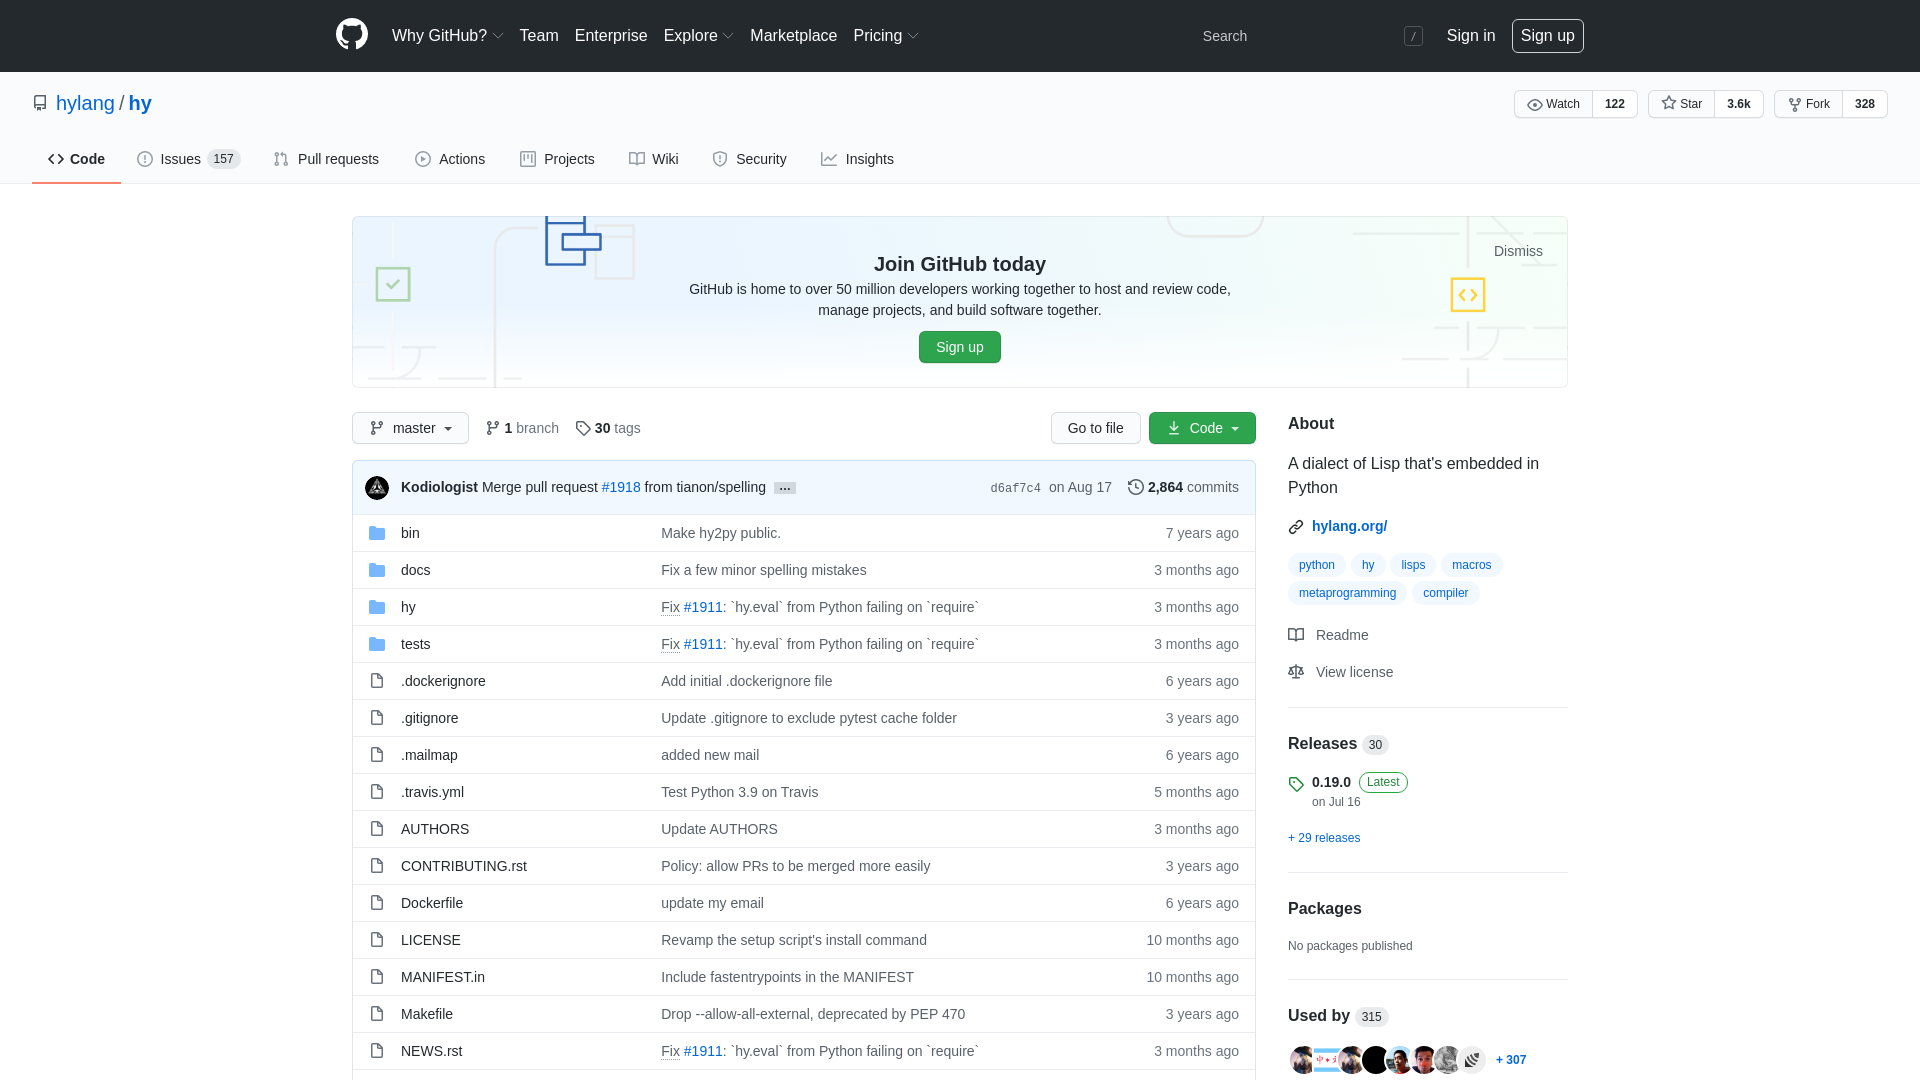 Why GitHub? Team Enterprise Explore Marketplace Pricing Search / Sign in Sign up
hylang / hy Watch 122 Star 3.6k Fork 328
Code Issues 157 Pull requests Actions Projects Wiki Security Insights
Dismiss
Join GitHub today
GitHub is home to over 50 million developers working together to host and review code,
manage projects, and build software together.
Sign up
master 1 branch 30 tags Go to file Code
Kodiologist Merge pull request #1918 from tianon/spelling … d6af7c4 on Aug 17 2,864 commits
bin Make hy2py public. 7 years ago
docs Fix a few minor spelling mistakes 3 months ago
hy Fix #1911: `hy.eval` from Python failing on `require` 3 months ago
tests Fix #1911: `hy.eval` from Python failing on `require` 3 months ago
.dockerignore Add initial .dockerignore file 6 years ago
.gitignore Update .gitignore to exclude pytest cache folder 3 years ago
.mailmap added new mail 6 years ago
.travis.yml Test Python 3.9 on Travis 5 months ago
AUTHORS Update AUTHORS 3 months ago
CONTRIBUTING.rst Policy: allow PRs to be merged more easily 3 years ago
Dockerfile update my email 6 years ago
LICENSE Revamp the setup script's install command 10 months ago
MANIFEST.in Include fastentrypoints in the MANIFEST 10 months ago
Makefile Drop --allow-all-external, deprecated by PEP 470 3 years ago
NEWS.rst Fix #1911: `hy.eval` from Python failing on `require` 3 months ago
About
A dialect of Lisp that's embedded in
Python
hylang.org/
python hy lisps macros
metaprogramming compiler
Readme
View license
Releases 30
0.19.0 Latest
on Jul 16
+ 29 releases
Packages
No packages published
Used by 315
+ 307